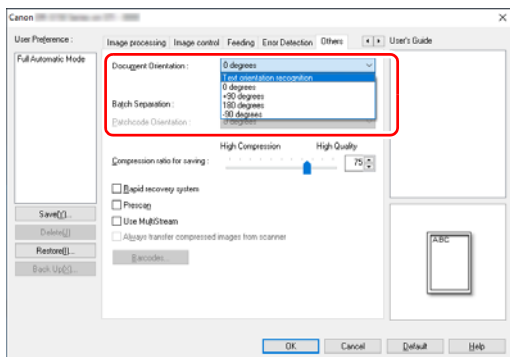 Canon
User Preference :
Full Automatic Mode
Save(Y)...
Delete(J)
Restore(I)...
Back Up(K)...
Image processing Image control Feeding Error Detection Others
Document Orientation : 0 degrees
Text orientation recognition
0 degrees
+90 degrees
180 degrees
-90 degrees
Batch Separation :
Patchcode Orientation : 0 degrees
High Compression High Quality
Compression ratio for saving : 75
Rapid recovery system
Prescan
Use MultiStream
Always transfer compressed images from scanner
Barcodes...
User's Guide
ABC
OK Cancel Default Help